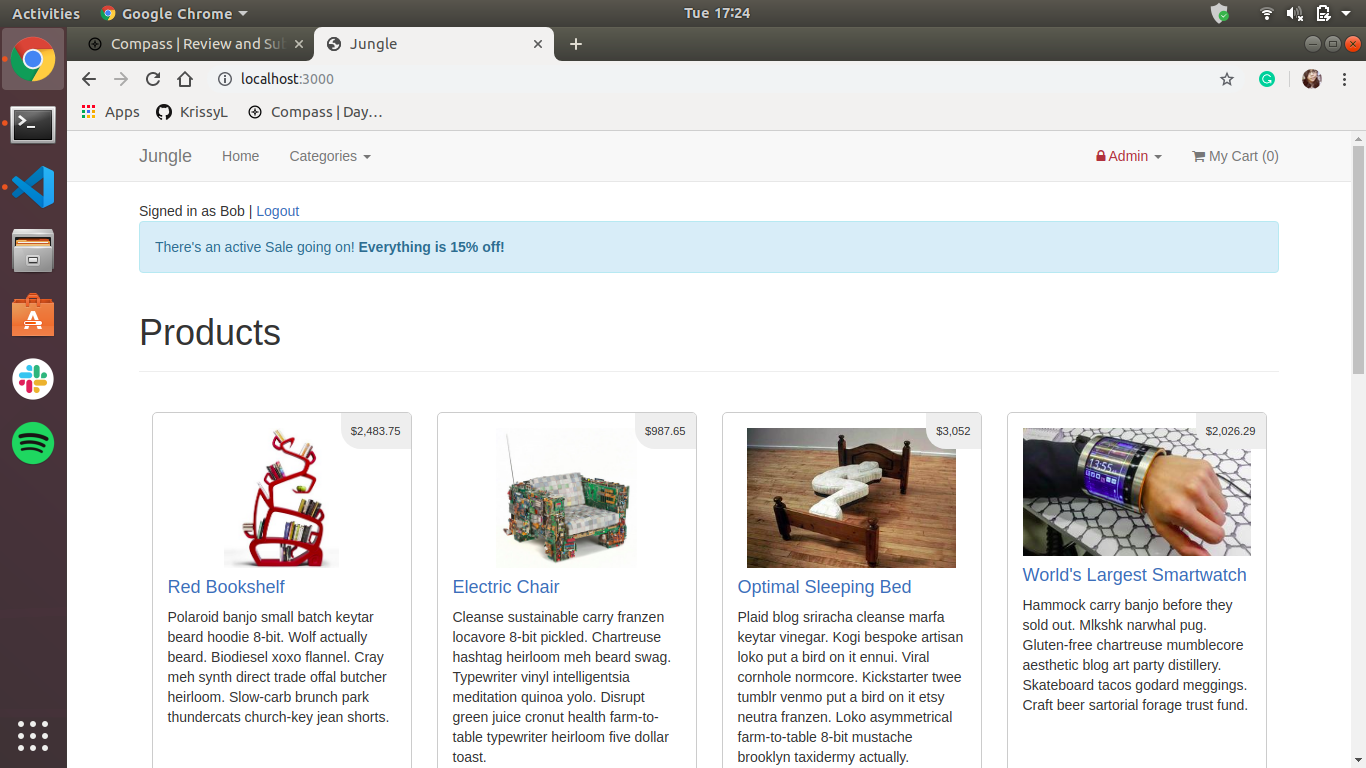 Activities Google Chrome Tue 17:24
Compass | Review and Su
Jungle
localhost:3000
Apps KrissyL Compass | Day…
Jungle Home Categories Admin My Cart (0)
Signed in as Bob | Logout
There's an active Sale going on! Everything is 15% off!
Products
$2,483.75
Red Bookshelf
Polaroid banjo small batch keytar
beard hoodie 8-bit. Wolf actually
beard. Biodiesel xoxo flannel. Cray
meh synth direct trade offal butcher
heirloom. Slow-carb brunch park
thundercats church-key jean shorts.
$987.65
Electric Chair
Cleanse sustainable carry franzen
locavore 8-bit pickled. Chartreuse
hashtag heirloom meh beard swag.
Typewriter vinyl intelligentsia
meditation quinoa yolo. Disrupt
green juice cronut health farm-to-
table typewriter heirloom five dollar
toast.
$3,052
Optimal Sleeping Bed
Plaid blog sriracha cleanse marfa
keytar vinegar. Kogi bespoke artisan
loko put a bird on it ennui. Viral
cornhole normcore. Kickstarter twee
tumblr venmo put a bird on it etsy
neutra franzen. Loko asymmetrical
farm-to-table 8-bit mustache
brooklyn taxidermy actually.
$2,026.29
13:55
World's Largest Smartwatch
Hammock carry banjo before they
sold out. Mlkshk narwhal pug.
Gluten-free chartreuse mumblecore
aesthetic blog art party distillery.
Skateboard tacos godard meggings.
Craft beer sartorial forage trust fund.